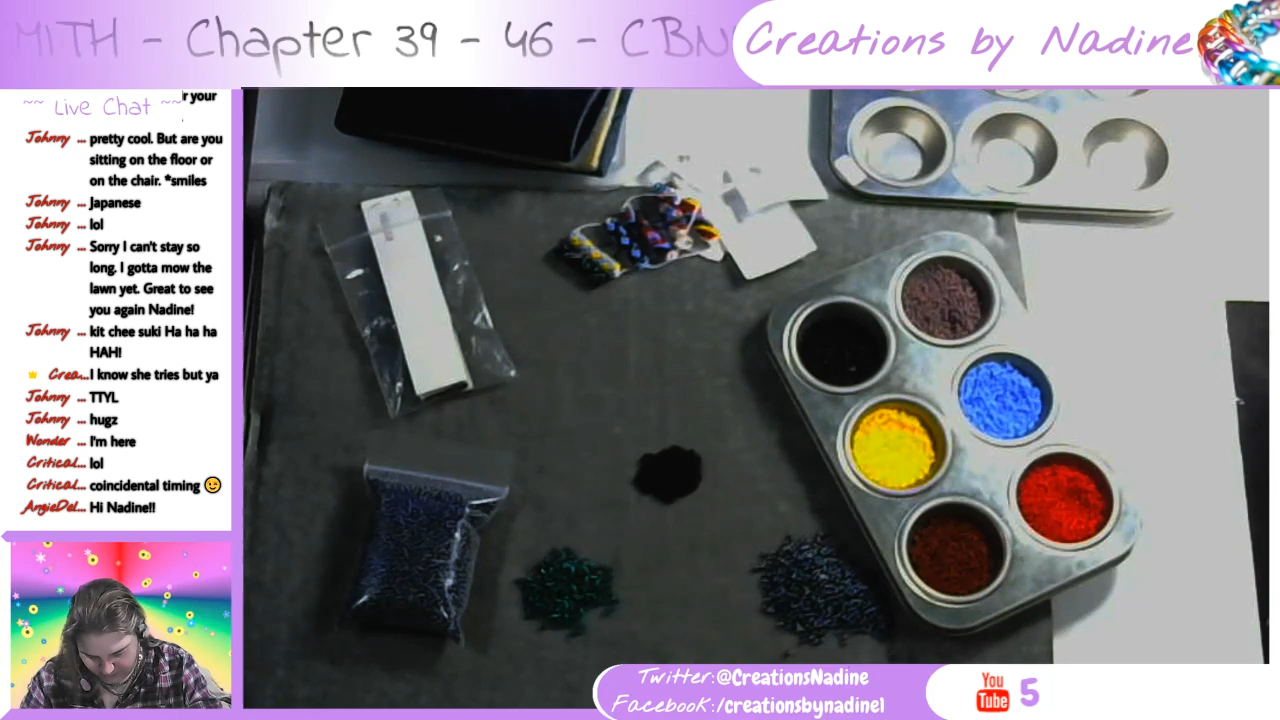 MITH - Chapter 39 - 46 - CBN
Creations by Nadine
~~ Live Chat ~~
r your
Johnny ... pretty cool. But are you
sitting on the floor or
on the chair. *smiles
Johnny ... Japanese
Johnny ... lol
Johnny ... Sorry I can't stay so
long. I gotta mow the
lawn yet. Great to see
you again Nadine!
Johnny ... kit chee suki Ha ha ha
HAH!
Crea... I know she tries but ya
Johnny ... TTYL
Johnny ... hugz
Wonder ... I'm here
Critical... lol
Critical... coincidental timing 😉
AngieDel... Hi Nadine!!
Twitter:@CreationsNadine
Facebook:/creationsbynadine1
You
Tube 5